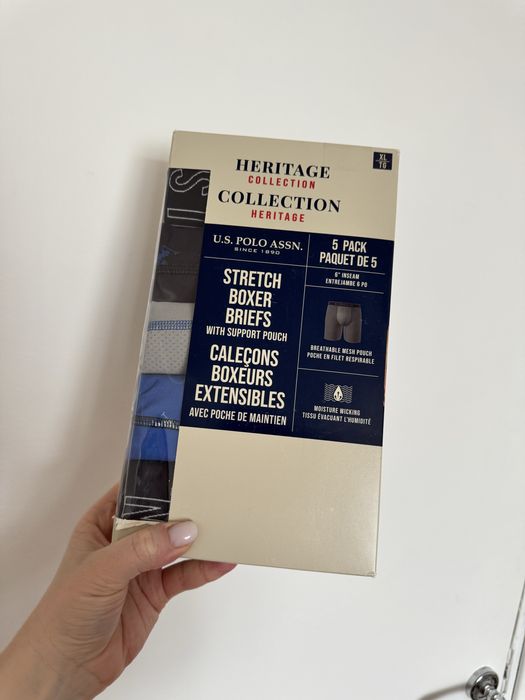 XL
TG
HERITAGE
COLLECTION
COLLECTION
HERITAGE
U.S. POLO ASSN.
SINCE 1890
STRETCH
BOXER
BRIEFS
WITH SUPPORT POUCH
CALEÇONS
BOXEURS
EXTENSIBLES
AVEC POCHE DE MAINTIEN
5 PACK
PAQUET DE 5
6" INSEAM
ENTREJAMBE 6 PO
BREATHABLE MESH POUCH
POCHE EN FILET RESPIRABLE
MOISTURE WICKING
TISSU ÉVACUANT L'HUMIDITÉ